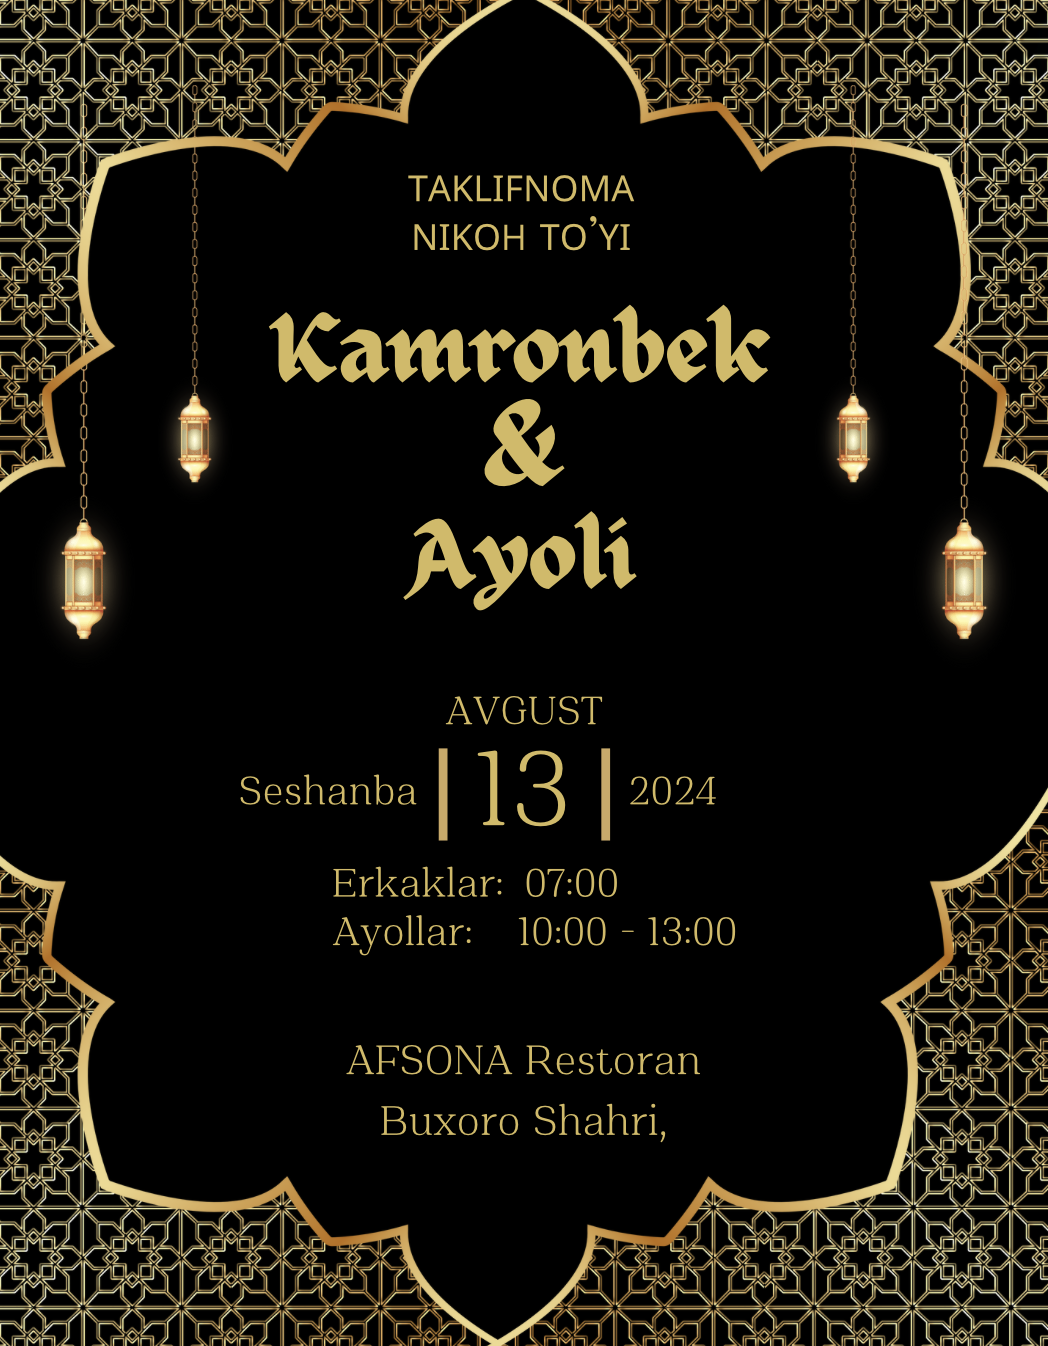 TAKLIFNOMA
NIKOH TO’YI
Kamronbek
&
Ayoli
AVGUST
Seshanba | 13 | 2024
Erkaklar: 07:00
Ayollar: 10:00 - 13:00
AFSONA Restoran
Buxoro Shahri,